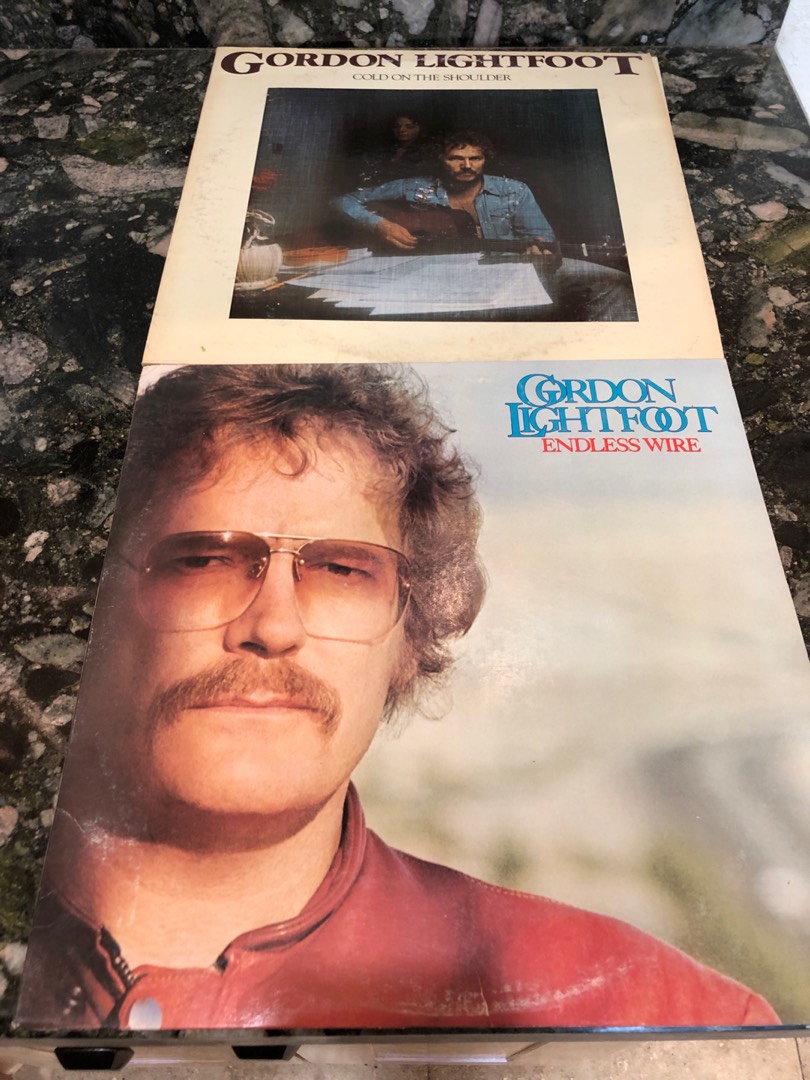 GORDON LIGHTFOOT
COLD ON THE SHOULDER
GORDON
LIGHTFOOT
ENDLESS WIRE